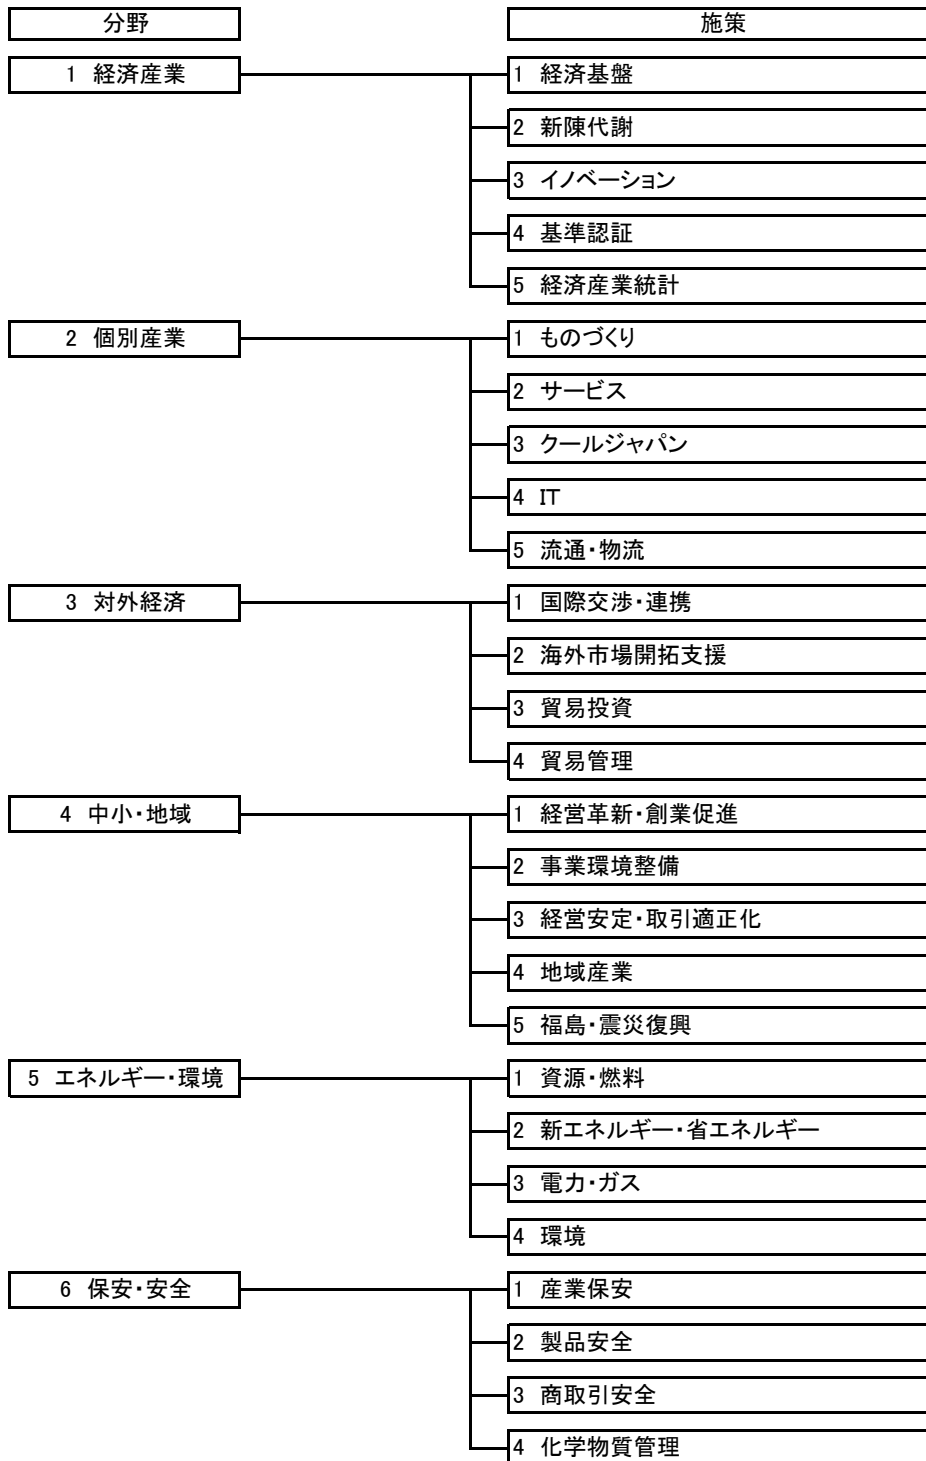 分野 施策
1 経済産業 1 経済基盤
2 新陳代謝
3 イノベーション
4 基準認証
5 経済産業統計
2 個別産業 1 ものづくり
2 サービス
3 クールジャパン
4 IT
5 流通・物流
3 対外経済 1 国際交渉・連携
2 海外市場開拓支援
3 貿易投資
4 貿易管理
4 中小・地域 1 経営革新・創業促進
2 事業環境整備
3 経営安定・取引適正化
4 地域産業
5 福島・震災復興
5 エネルギー・環境 1 資源・燃料
2 新エネルギー・省エネルギー
3 電力・ガス
4 環境
6 保安・安全 1 産業保安
2 製品安全
3 商取引安全
4 化学物質管理